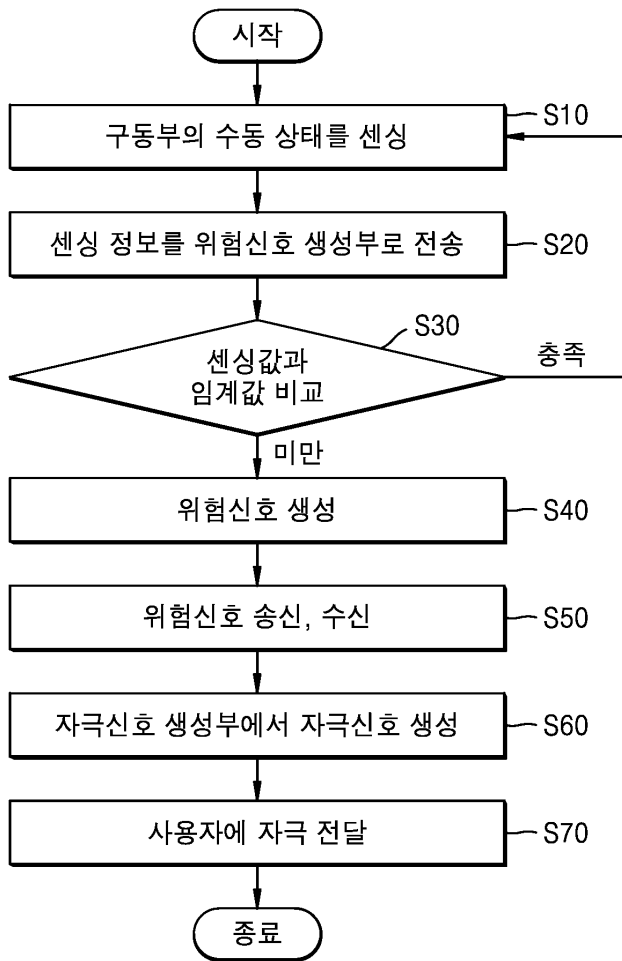 시작
구동부의 수동 상태를 센싱
S10
센싱 정보를 위험신호 생성부로 전송
S20
S30
센싱값과
임계값 비교
충족
미만
위험신호 생성
S40
위험신호 송신, 수신
S50
자극신호 생성부에서 자극신호 생성
S60
사용자에 자극 전달
S70
종료